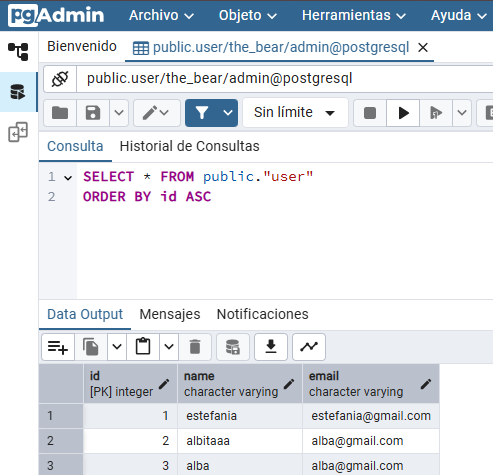 pgAdmin Archivo Objeto Herramientas Ayuda
Bienvenido public.user/the_bear/admin@postgresql
public.user/the_bear/admin@postgresql
Sin límite
Consulta Historial de Consultas
1 SELECT * FROM public."user"
2 ORDER BY id ASC
Data Output Mensajes Notificaciones
id name email
[PK] integer character varying character varying
1 1 estefania estefania@gmail.com
2 2 albitaaa alba@gmail.com
3 3 alba alba@gmail.com